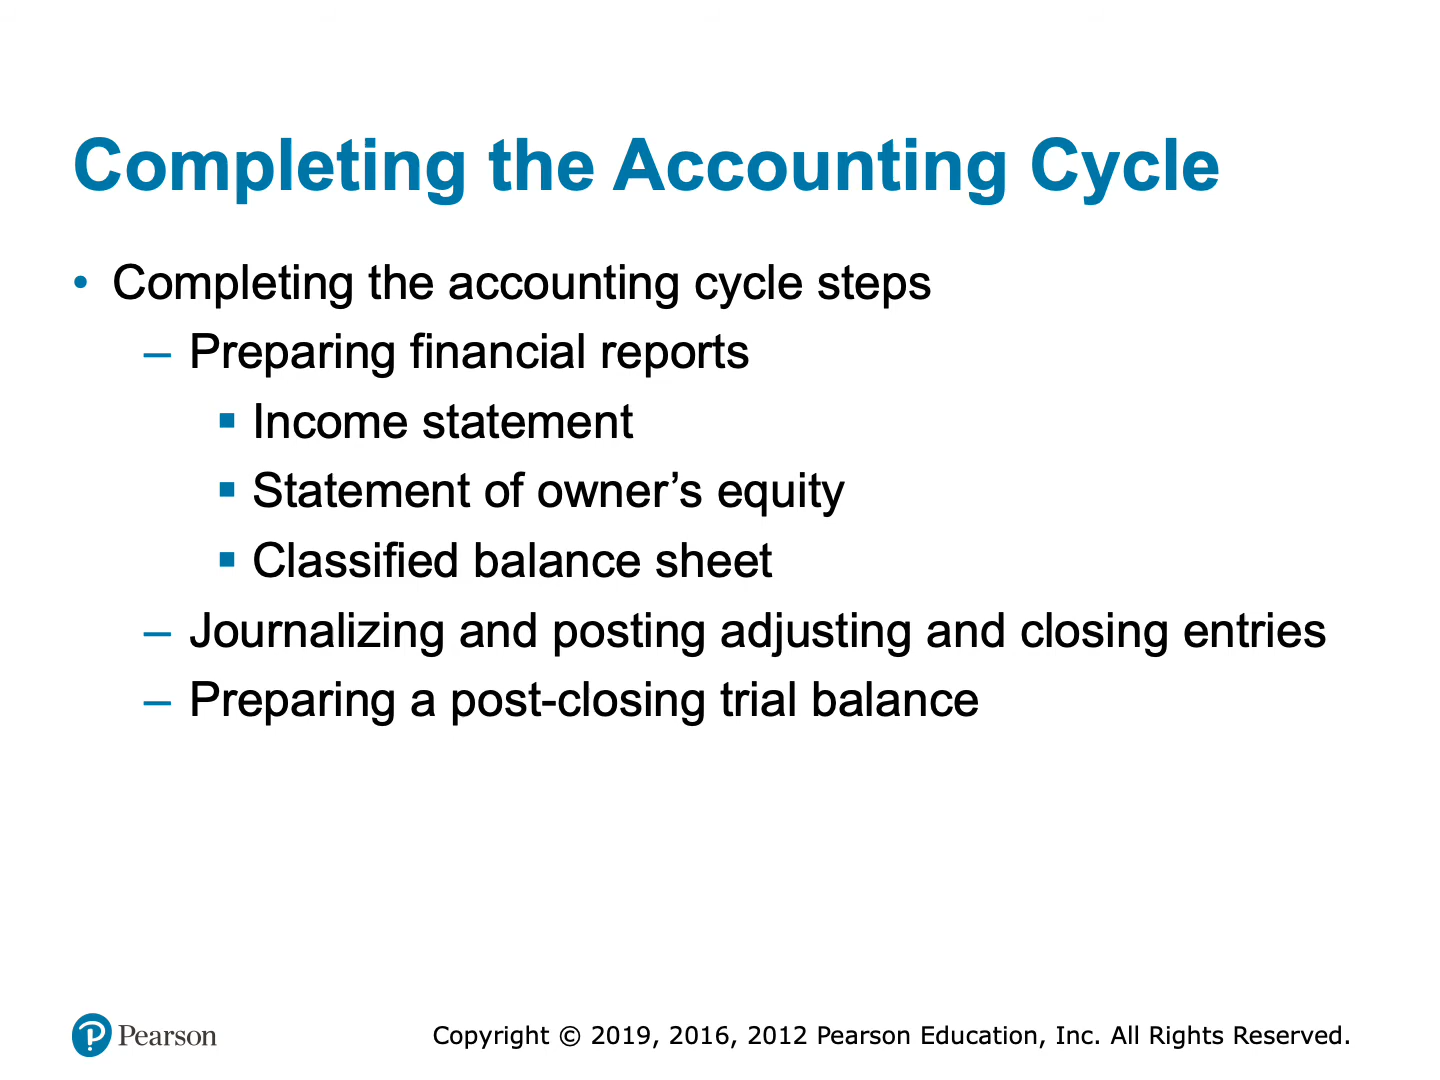 Completing the Accounting Cycle
• Completing the accounting cycle steps
– Preparing financial reports
▪ Income statement
▪ Statement of owner’s equity
▪ Classified balance sheet
– Journalizing and posting adjusting and closing entries
– Preparing a post-closing trial balance
P Pearson
Copyright © 2019, 2016, 2012 Pearson Education, Inc. All Rights Reserved.